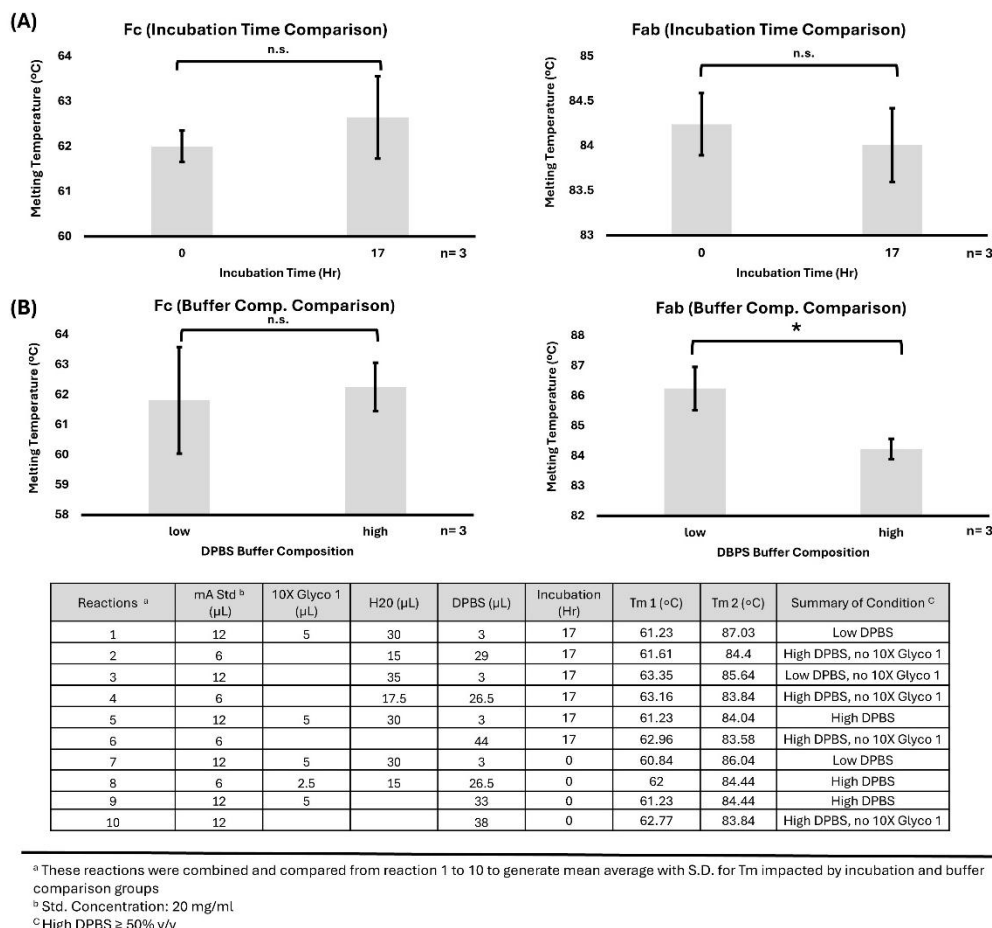 (A)
Fc (Incubation Time Comparison)
n.s.
64
63
62
61
60
Melting Temperature (ºC)
0
17
n= 3
Incubation Time (Hr)
Fab (Incubation Time Comparison)
n.s.
85
84.5
84
83.5
83
Melting Temperature (ºC)
0
17
n= 3
Incubation Time (Hr)
(B)
Fc (Buffer Comp. Comparison)
n.s.
64
63
62
61
60
59
58
Melting Temperature (ºC)
low
high
n= 3
DPBS Buffer Composition
Fab (Buffer Comp. Comparison)
*
88
87
86
85
84
83
82
Melting Temperature (ºC)
low
high
n= 3
DBPS Buffer Composition
Reactions a mA Std b (µL) 10X Glyco 1 (µL) H20 (µL) DPBS (µL) Incubation (Hr) Tm 1 (oC) Tm 2 (oC) Summary of Condition C
1 12 5 30 3 17 61.23 87.03 Low DPBS
2 6 15 29 17 61.61 84.4 High DPBS, no 10X Glyco 1
3 12 35 3 17 63.35 85.64 Low DPBS, no 10X Glyco 1
4 6 17.5 26.5 17 63.16 83.84 High DPBS, no 10X Glyco 1
5 12 5 30 3 17 61.23 84.04 High DPBS
6 6 44 17 62.96 83.58 High DPBS, no 10X Glyco 1
7 12 5 30 3 0 60.84 86.04 Low DPBS
8 6 2.5 15 26.5 0 62 84.44 High DPBS
9 12 5 33 0 61.23 84.44 High DPBS
10 12 38 0 62.77 83.84 High DPBS, no 10X Glyco 1
a These reactions were combined and compared from reaction 1 to 10 to generate mean average with S.D. for Tm impacted by incubation and buffer
comparison groups
b Std. Concentration: 20 mg/ml
C High DPBS ≥ 50% v/v